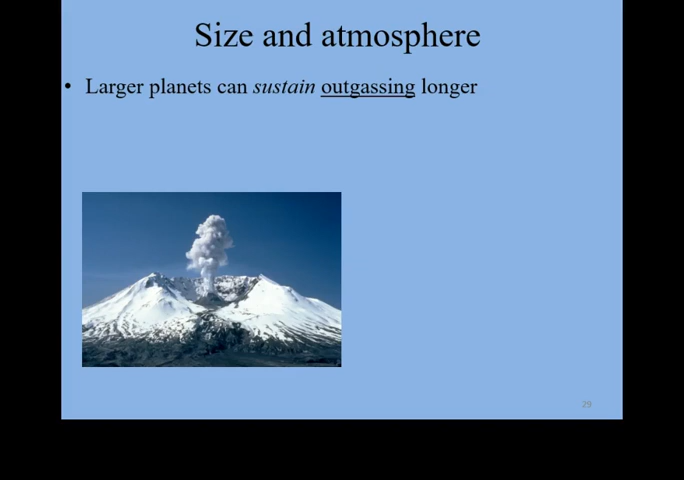 Size and atmosphere
• Larger planets can sustain outgassing longer
29